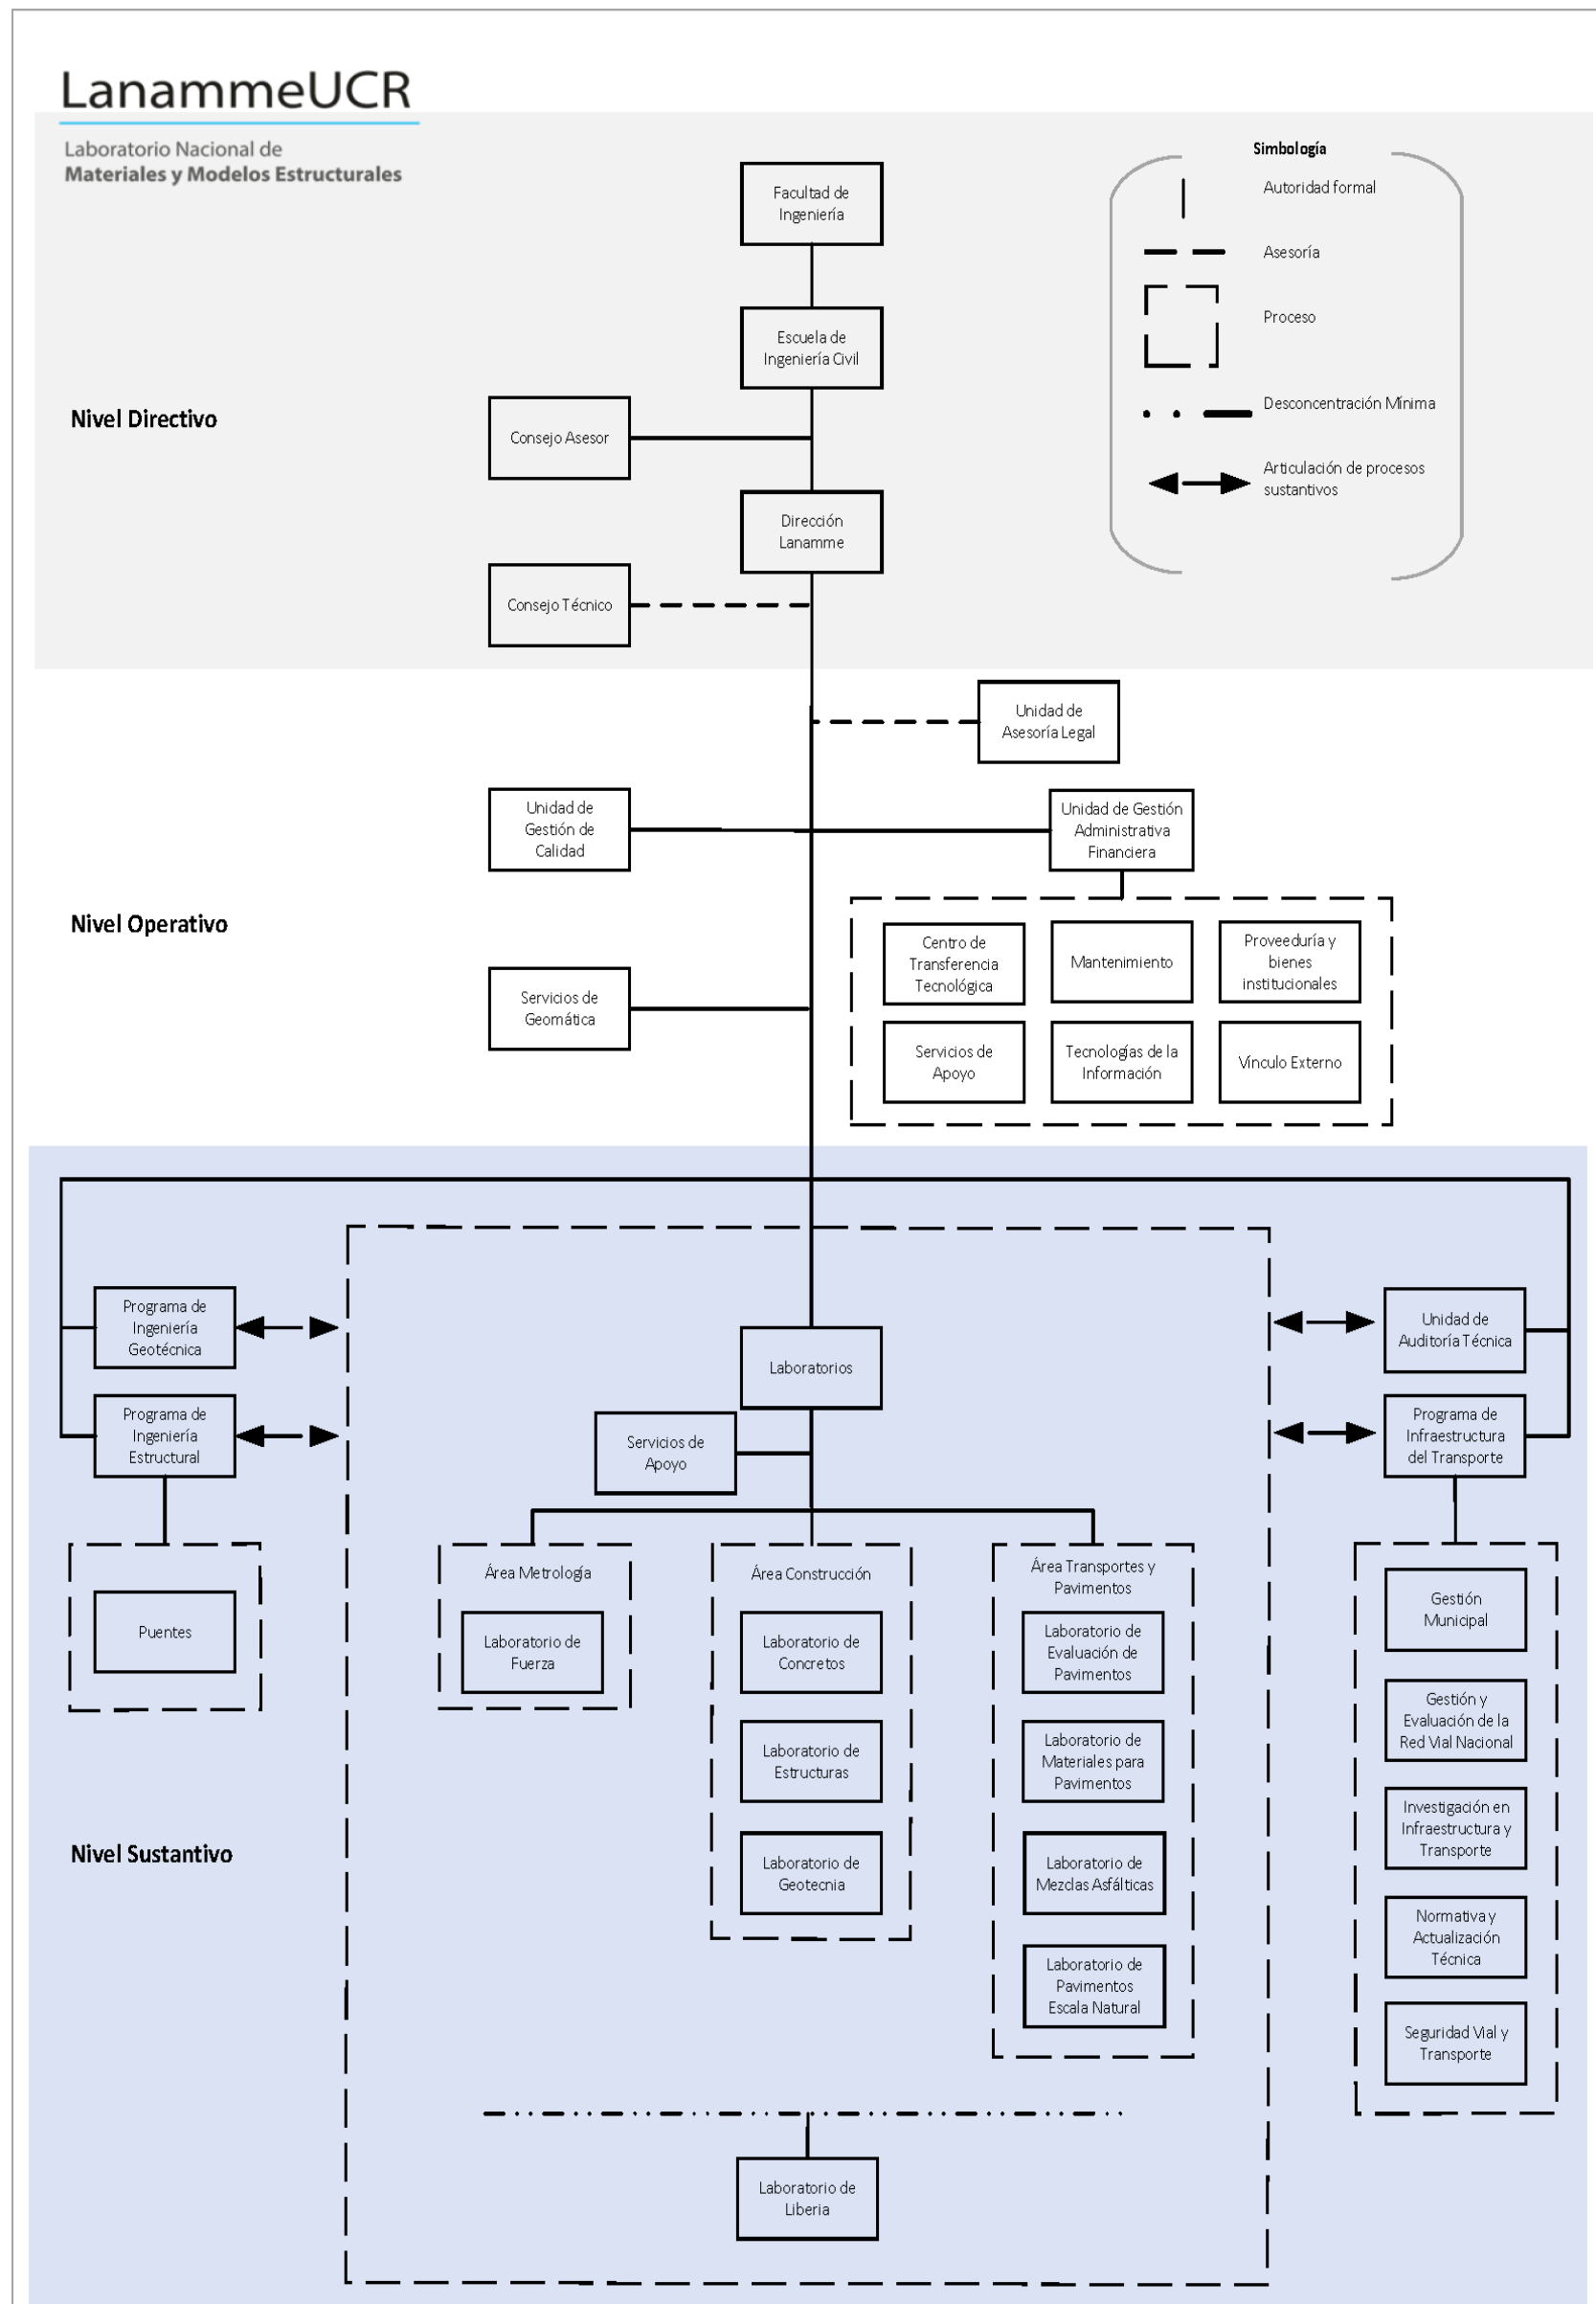 LanammeUCR
Laboratorio Nacional de
Materiales y Modelos Estructurales
Simbología
Autoridad formal
Asesoría
Proceso
Desconcentración Mínima
Articulación de procesos
sustantivos
Facultad de
Ingeniería
Escuela de
Ingeniería Civil
Nivel Directivo
Consejo Asesor
Dirección
Lanamme
Consejo Técnico
Unidad de
Asesoría Legal
Unidad de
Gestión de
Calidad
Unidad de Gestión
Administrativa
Financiera
Nivel Operativo
Centro de
Transferencia
Tecnológica
Mantenimiento
Proveeduría y
bienes
institucionales
Servicios de
Geomática
Servicios de
Apoyo
Tecnologías de la
Información
Vínculo Externo
Programa de
Ingeniería
Geotécnica
Unidad de
Auditoría Técnica
Laboratorios
Programa de
Ingeniería
Estructural
Servicios de
Apoyo
Programa de
Infraestructura
del Transporte
Puentes
Área Metrología
Laboratorio de
Fuerza
Área Construcción
Laboratorio de
Concretos
Laboratorio de
Estructuras
Laboratorio de
Geotecnia
Área Transportes y
Pavimentos
Laboratorio de
Evaluación de
Pavimentos
Laboratorio de
Materiales para
Pavimentos
Laboratorio de
Mezclas Asfálticas
Laboratorio de
Pavimentos
Escala Natural
Gestión
Municipal
Gestión y
Evaluación de la
Red Vial Nacional
Investigación en
Infraestructura y
Transporte
Normativa y
Actualización
Técnica
Seguridad Vial y
Transporte
Nivel Sustantivo
Laboratorio de
Liberia